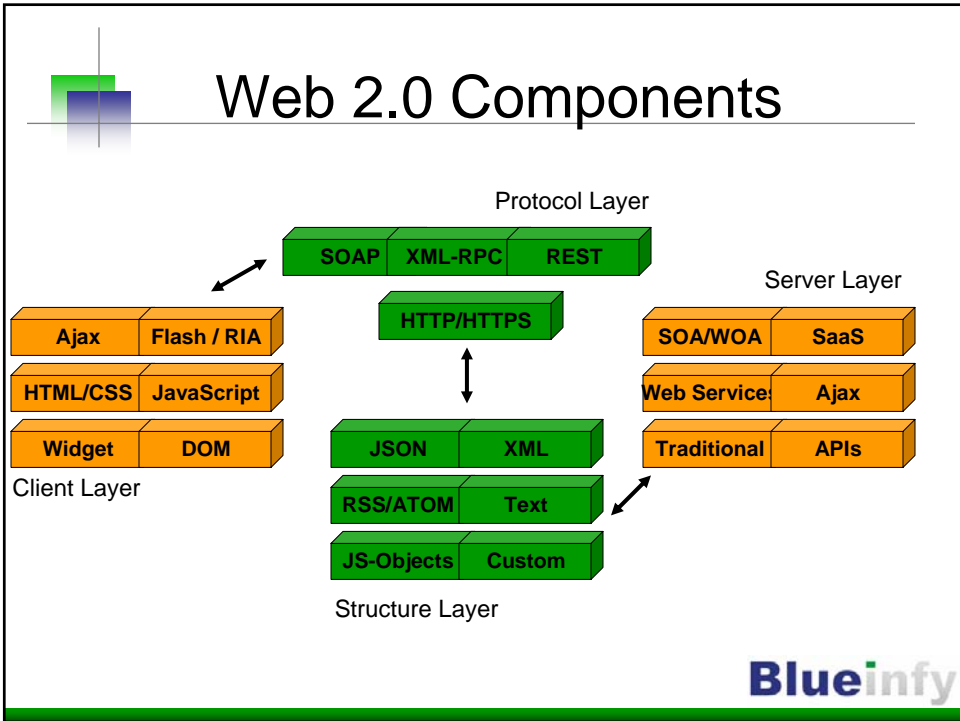 Web 2.0 Components
Protocol Layer
SOAP XML-RPC REST
HTTP/HTTPS
Server Layer
Ajax Flash / RIA
HTML/CSS JavaScript
Widget DOM
Client Layer
SOA/WOA SaaS
Web Services Ajax
Traditional APIs
JSON XML
RSS/ATOM Text
JS-Objects Custom
Structure Layer
Blueinfy